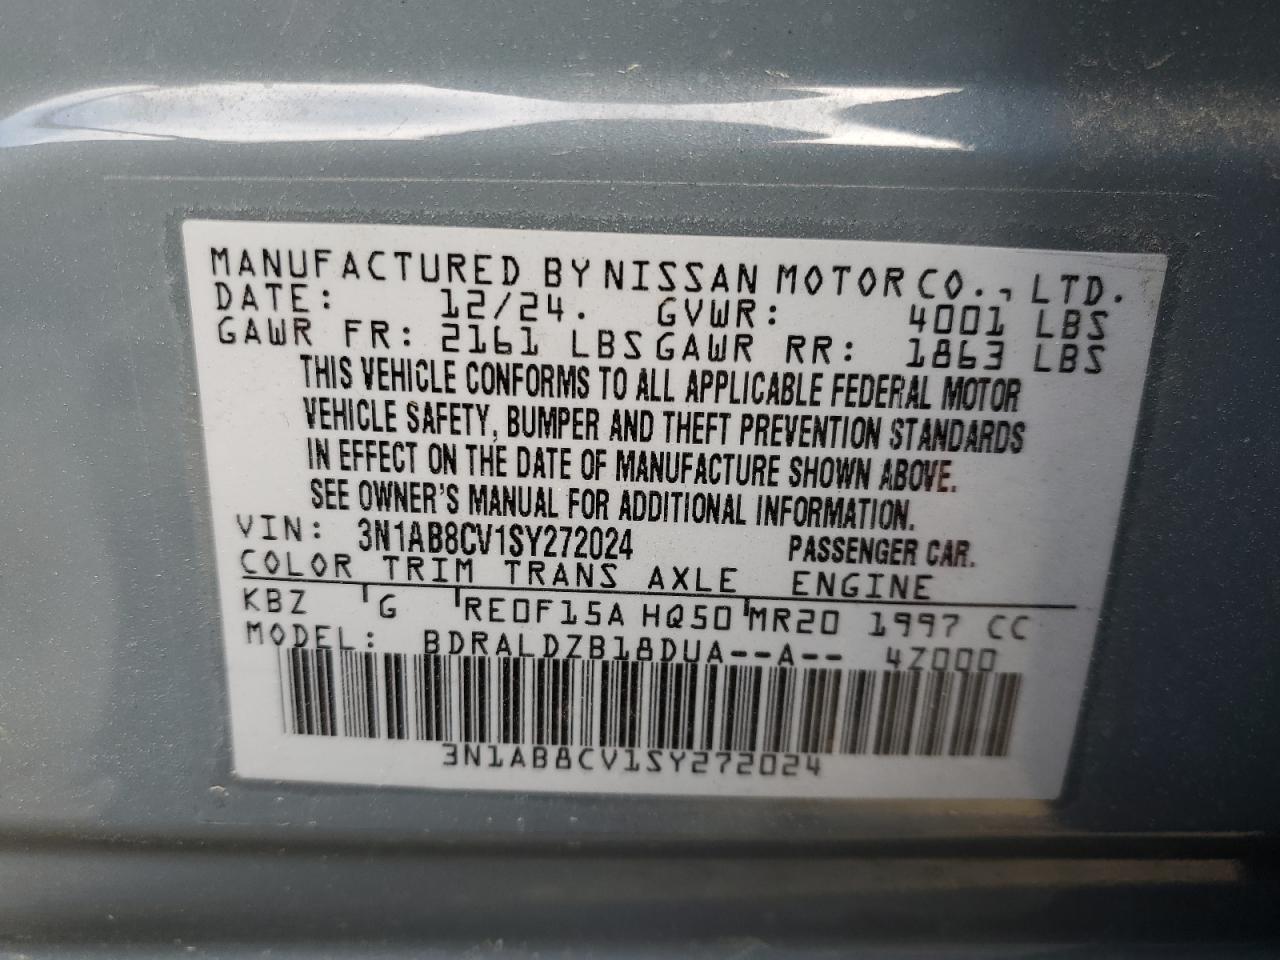 MANUFACTURED BY NISSAN MOTOR CO., LTD.
DATE: 12/24. GVWR: 4001 LBS
GAWR FR: 2161 LBS GAWR RR: 1863 LBS
THIS VEHICLE CONFORMS TO ALL APPLICABLE FEDERAL MOTOR
VEHICLE SAFETY, BUMPER AND THEFT PREVENTION STANDARDS
IN EFFECT ON THE DATE OF MANUFACTURE SHOWN ABOVE.
SEE OWNER'S MANUAL FOR ADDITIONAL INFORMATION.
VIN: 3N1AB8CV1SY272024 PASSENGER CAR.
COLOR TRIM TRANS AXLE ENGINE
KBZ G RE0F15A HQ50 MR20 1997 CC
MODEL: BDRALDZB18DUA--A-- 4Z000
3N1AB8CV1SY272024